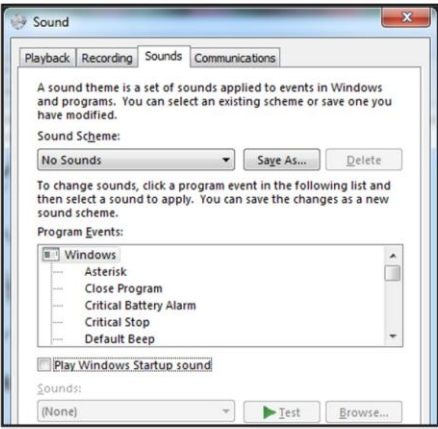 Sound
Playback Recording Sounds Communications
A sound theme is a set of sounds applied to events in Windows
and programs. You can select an existing scheme or save one you
have modified.
Sound Scheme:
No Sounds Save As... Delete
To change sounds, click a program event in the following list and
then select a sound to apply. You can save the changes as a new
sound scheme.
Program Events:
Windows
Asterisk
Close Program
Critical Battery Alarm
Critical Stop
Default Beep
Play Windows Startup sound
Sounds:
(None) Test Browse...